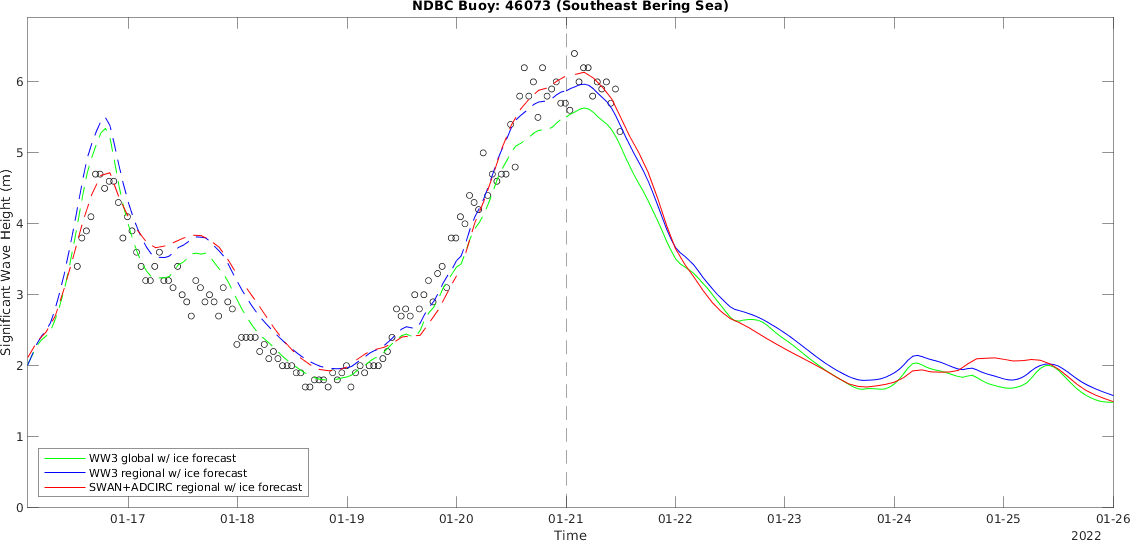 NDBC Buoy: 46073 (Southeast Bering Sea)
Significant Wave Height (m)
6
5
4
3
2
1
0
WW3 global w/ ice forecast
WW3 regional w/ ice forecast
SWAN+ADCIRC regional w/ ice forecast
01-17 01-18 01-19 01-20 01-21 01-22 01-23 01-24 01-25 01-26
Time
2022